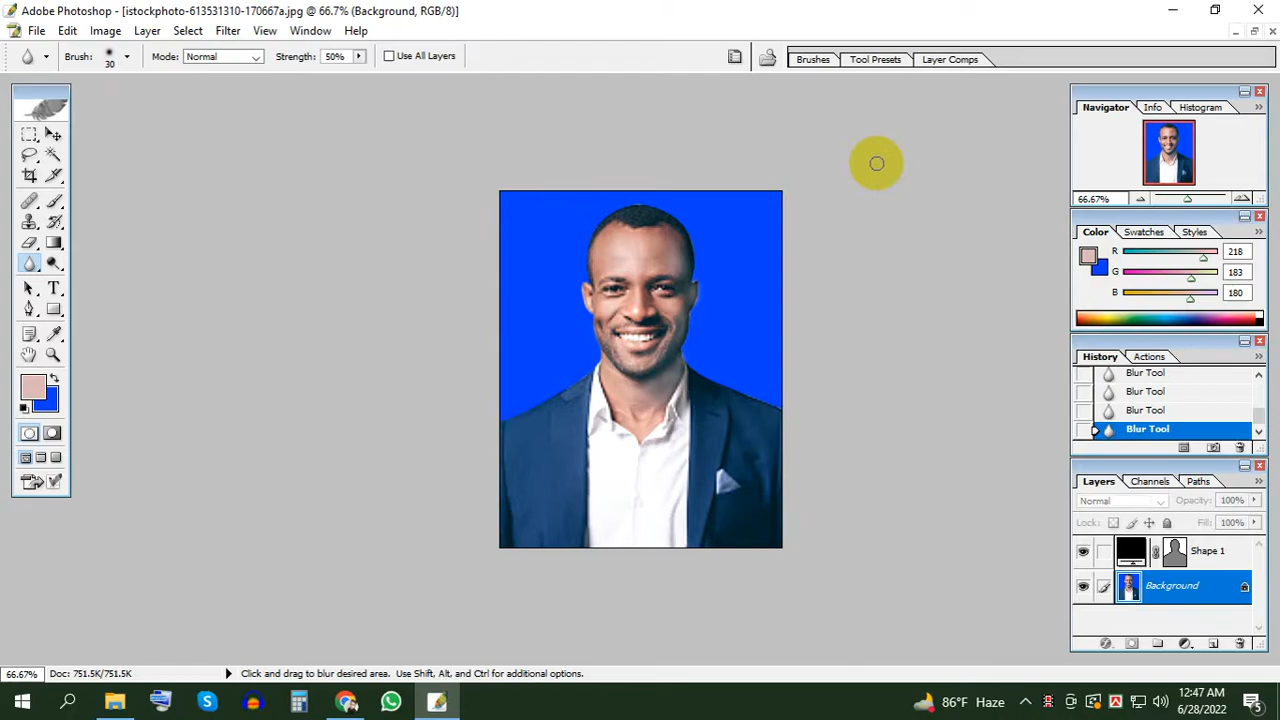 Adobe Photoshop - [istockphoto-613531310-170667a.jpg @ 66.7% (Background, RGB/8)]
File Edit Image Layer Select Filter View Window Help
Brush: 30 Mode: Normal Strength: 50% Use All Layers Brushes Tool Presets Layer Comps
Navigator Info Histogram
66.67%
Color Swatches Styles
R 218
G 183
B 180
History Actions
Blur Tool
Blur Tool
Blur Tool
Blur Tool
Layers Channels Paths
Normal Opacity: 100%
Lock: Fill: 100%
Shape 1
Background
66.67% Doc: 751.5K/751.5K Click and drag to blur desired area. Use Shift, Alt, and Ctrl for additional options.
86°F Haze
12:47 AM
6/28/2022
5